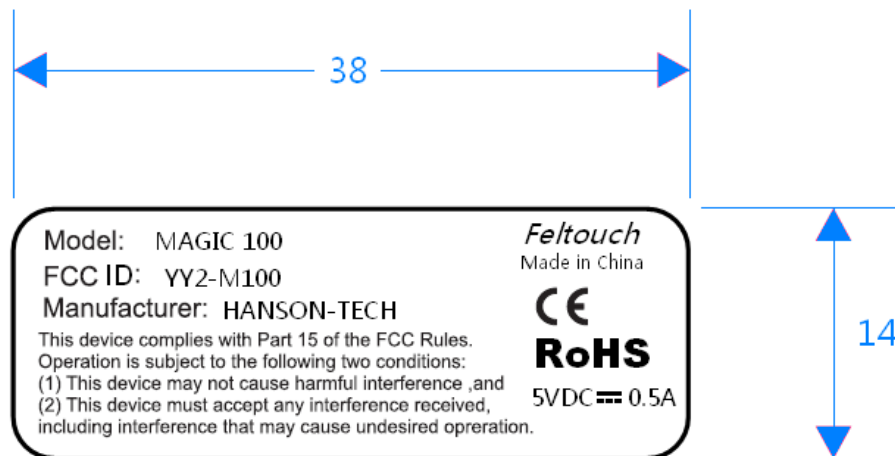 38
Model: MAGIC 100
FCC ID: YY2-M100
Manufacturer: HANSON-TECH
This device complies with Part 15 of the FCC Rules.
Operation is subject to the following two conditions:
(1) This device may not cause harmful interference ,and
(2) This device must accept any interference received,
including interference that may cause undesired opreration.
Feltouch
Made in China
CE
RoHS
5VDC⎓0.5A
14